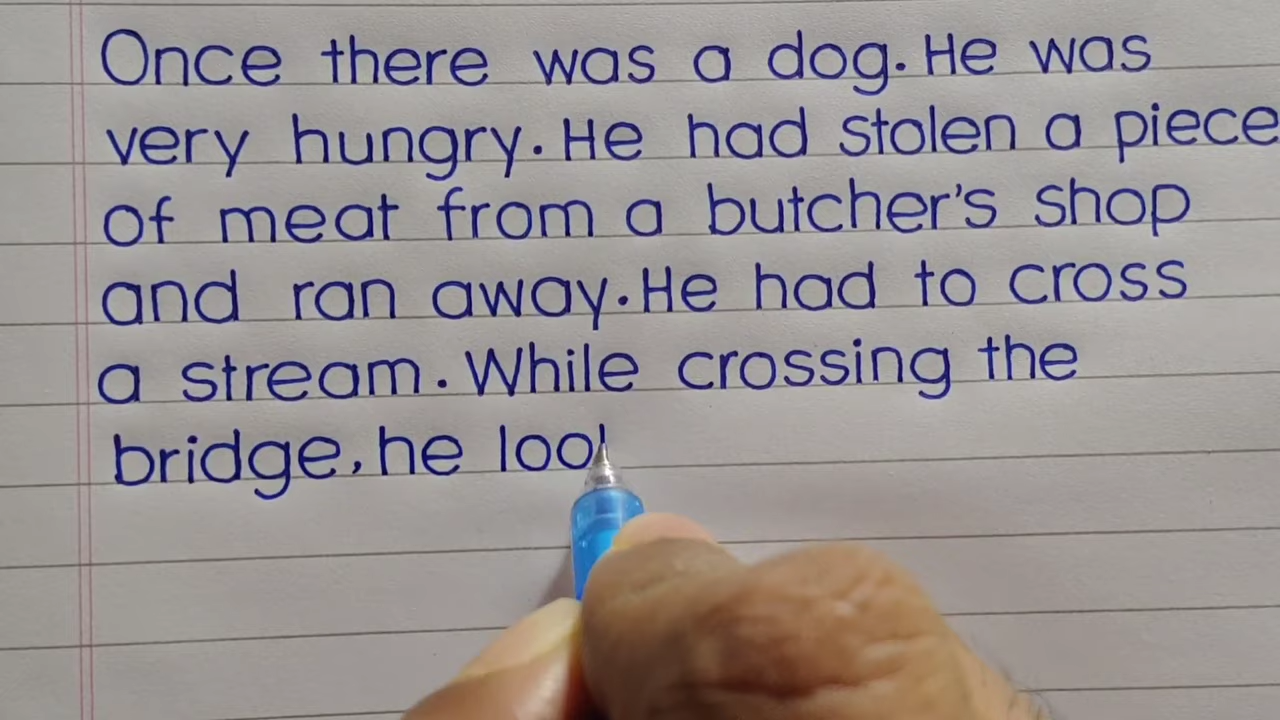 Once there was a dog. He was
very hungry. He had stolen a piece
of meat from a butcher's shop
and ran away. He had to cross
a stream. While crossing the
bridge, he loo